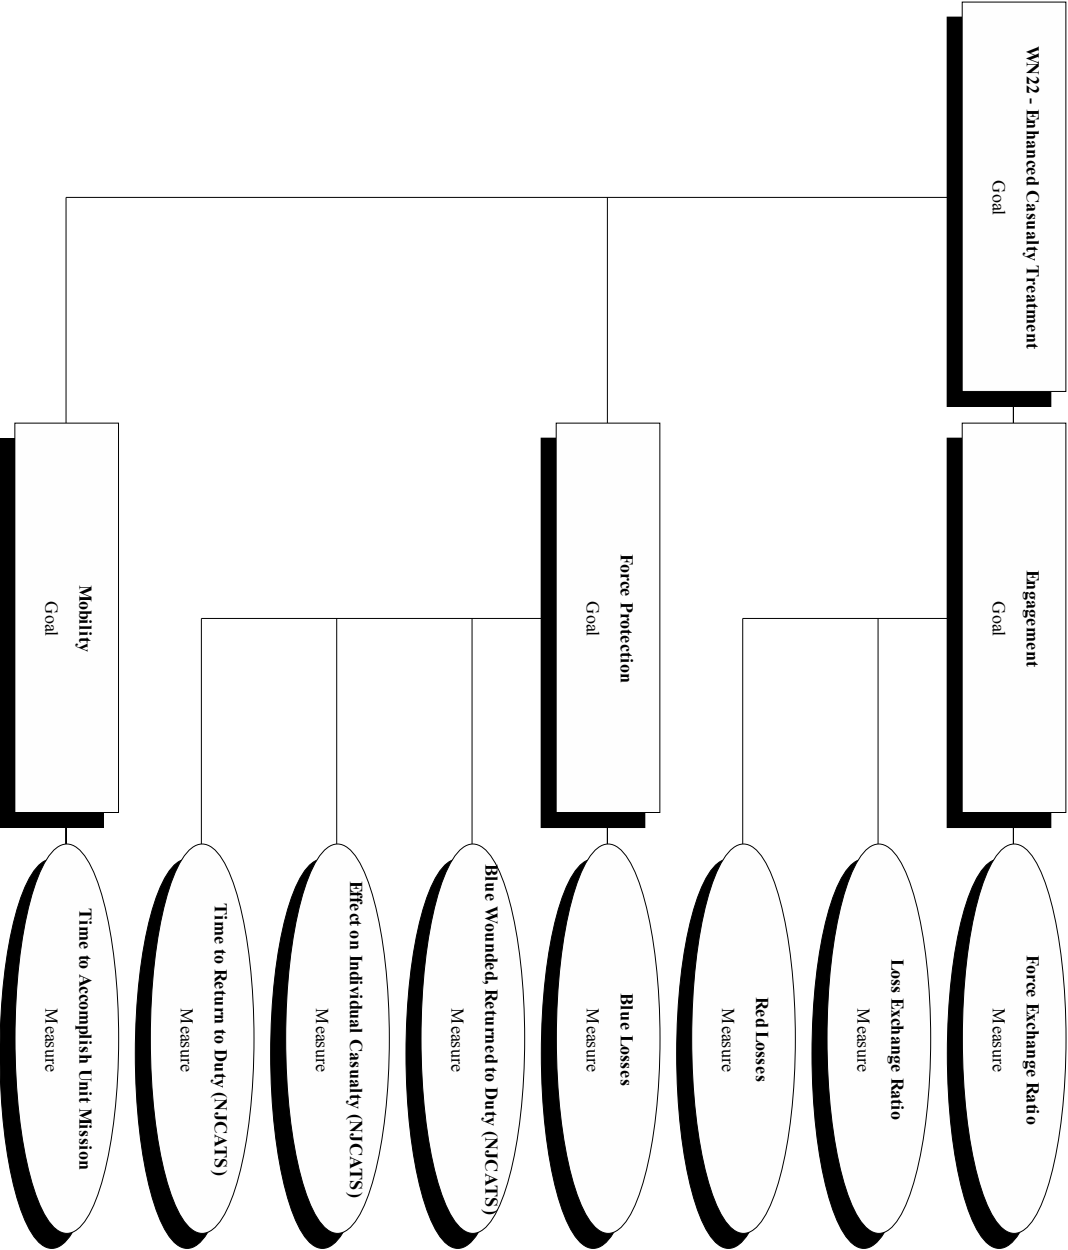 WN22 - Enhanced Casualty Treatment
Goal
Engagement
Goal
Force Exchange Ratio
Measure
Loss Exchange Ratio
Measure
Red Losses
Measure
Force Protection
Goal
Blue Losses
Measure
Blue Wounded, Returned to Duty (NJCATS)
Measure
Effect on Individual Casualty (NJCATS)
Measure
Time to Return to Duty (NJCATS)
Measure
Mobility
Goal
Time to Accomplish Unit Mission
Measure